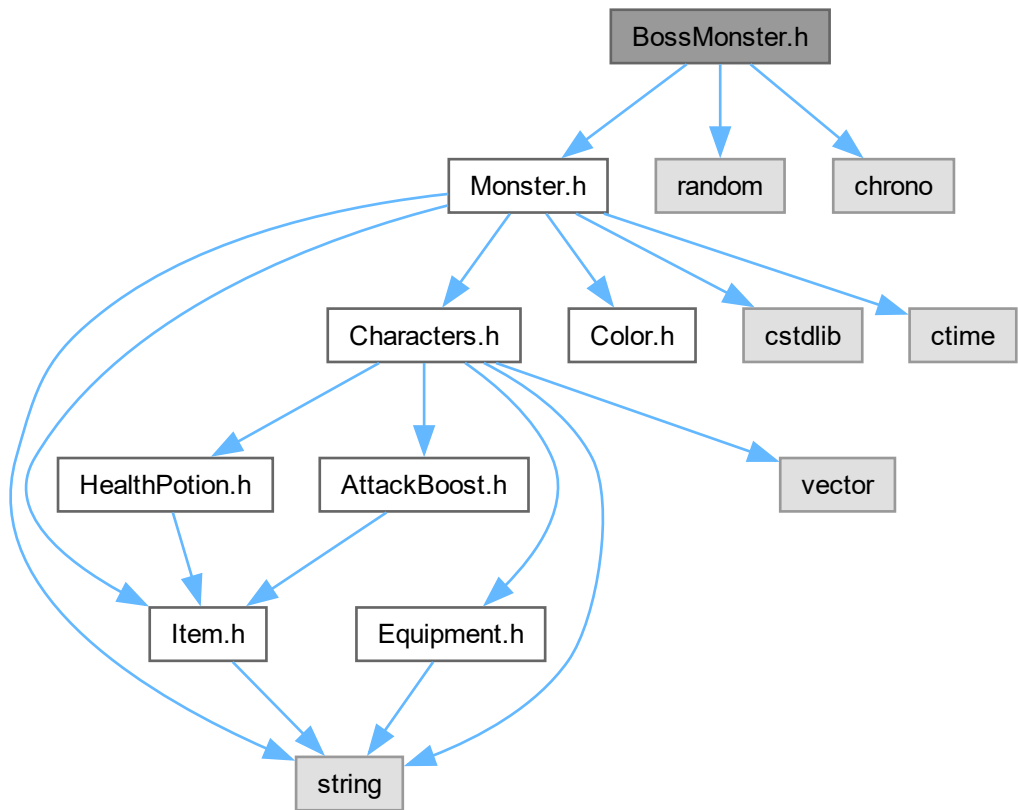 BossMonster.h
Monster.h
random
chrono
Characters.h
Color.h
cstdlib
ctime
HealthPotion.h
AttackBoost.h
vector
Item.h
Equipment.h
string